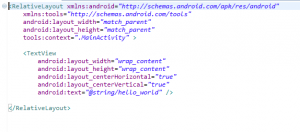 <RelativeLayout xmlns:android="http://schemas.android.com/apk/res/android"
xmlns:tools="http://schemas.android.com/tools"
android:layout_width="match_parent"
android:layout_height="match_parent"
tools:context=".MainActivity" >
<TextView
android:layout_width="wrap_content"
android:layout_height="wrap_content"
android:layout_centerHorizontal="true"
android:layout_centerVertical="true"
android:text="@string/hello_world" />
</RelativeLayout>